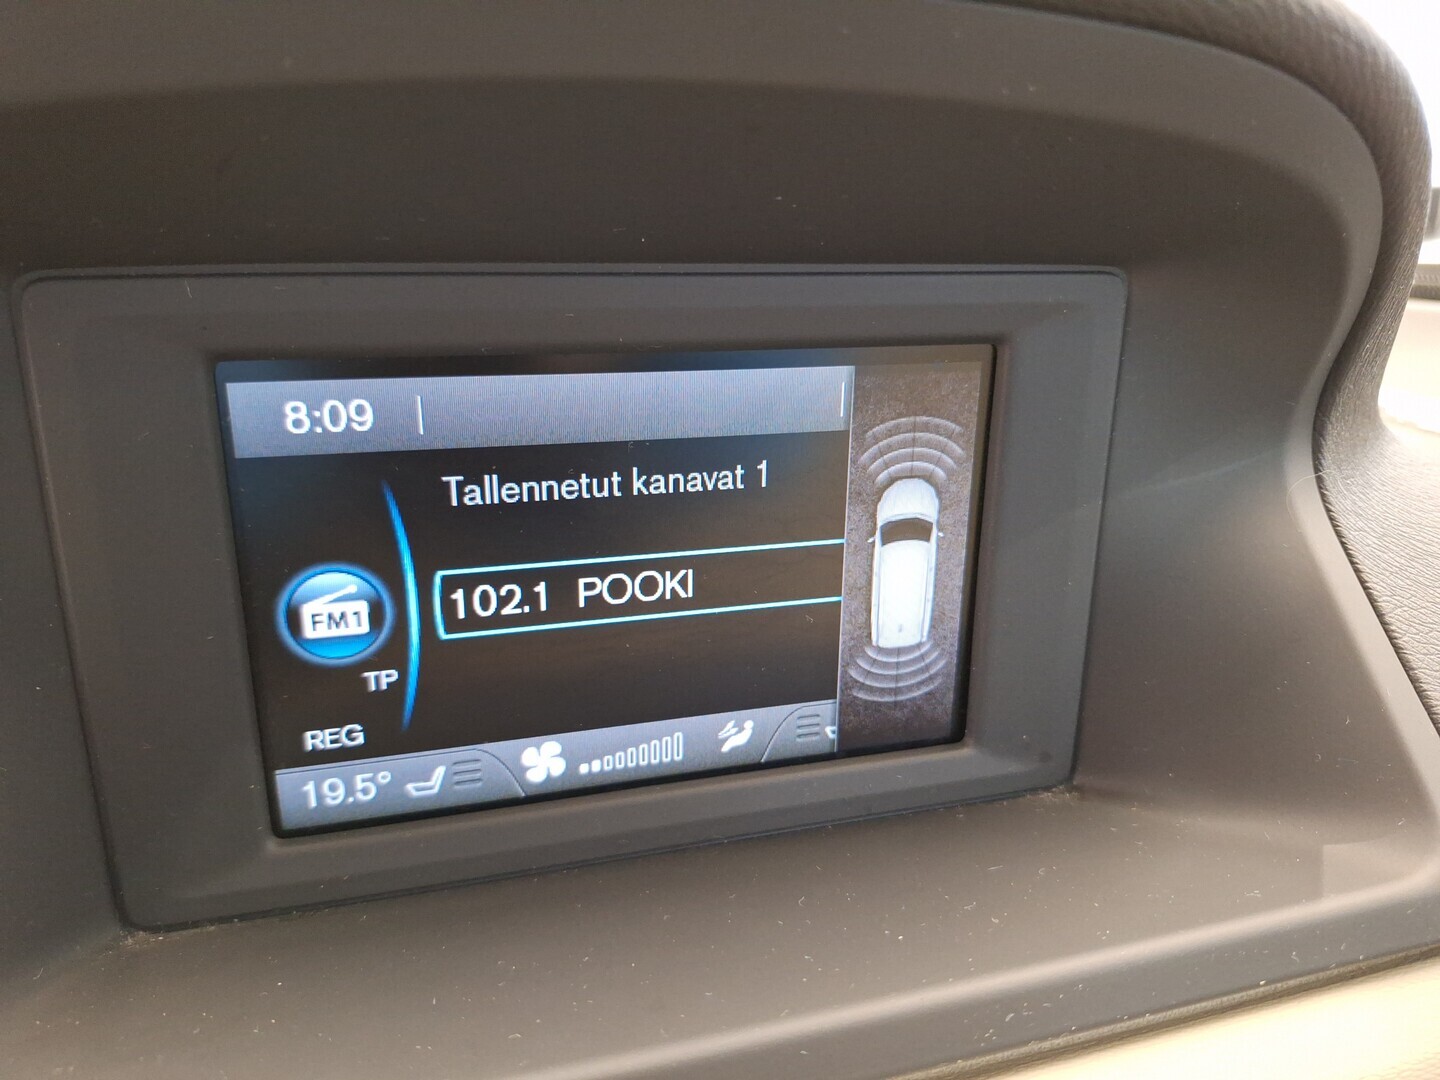 8:09
Tallennetut kanavat 1
102.1 POOKI
FM1
TP
REG
19.5°